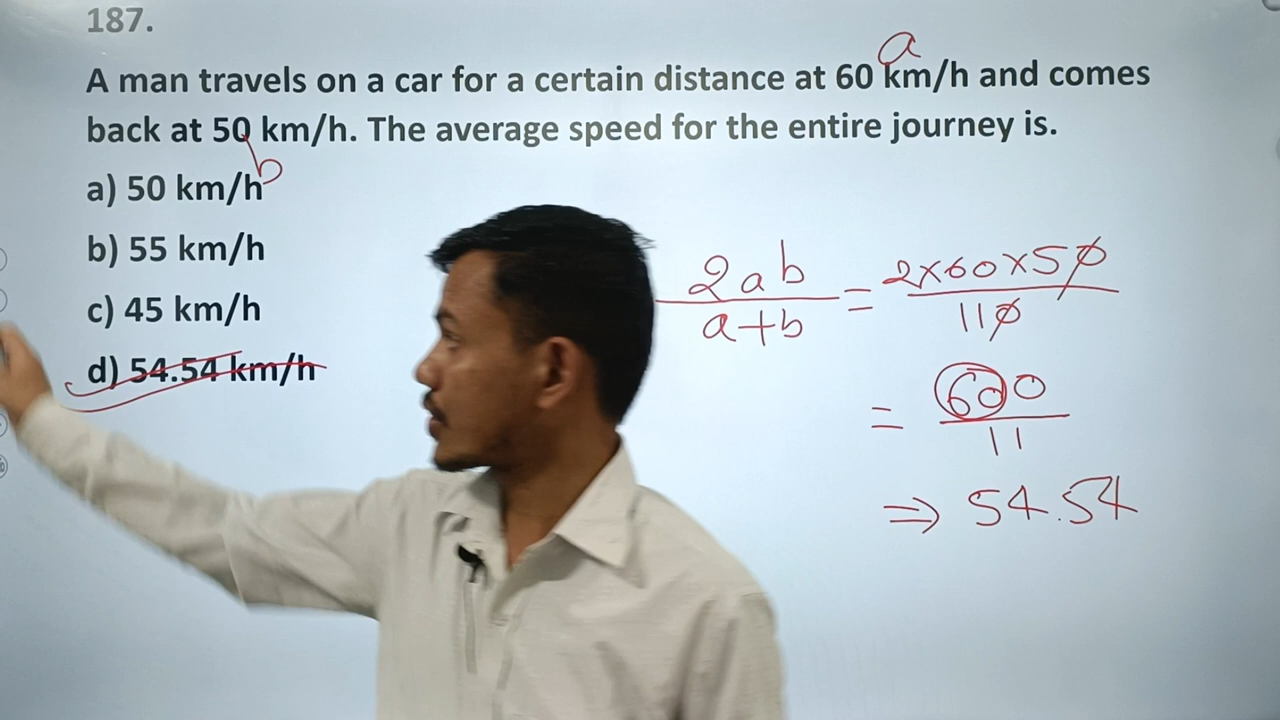 187.
a
A man travels on a car for a certain distance at 60 km/h and comes
back at 50 km/h. The average speed for the entire journey is.
b
a) 50 km/h
b) 55 km/h
c) 45 km/h
d) 54.54 km/h
2ab/a+b = 2×60×50/110
= 600/11
⇒ 54.54